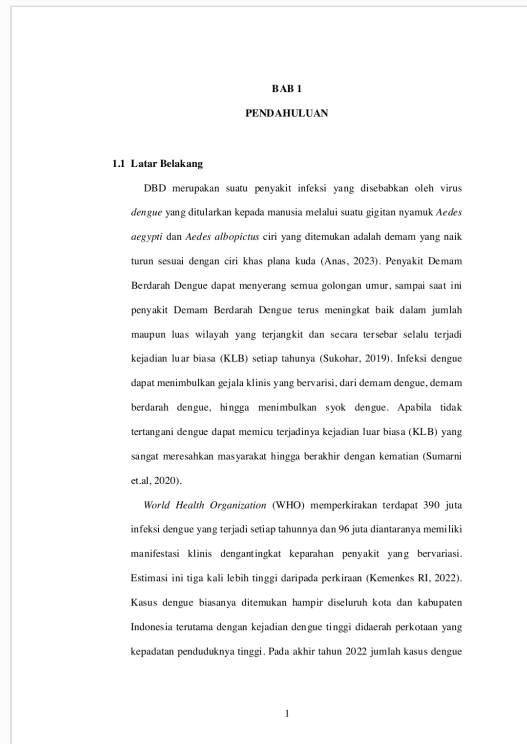 BAB 1
PENDAHULUAN
1.1 Latar Belakang
DBD merupakan suatu penyakit infeksi yang disebabkan oleh virus
dengue yang ditularkan kepada manusia melalui suatu gigitan nyamuk Aedes
aegypti dan Aedes albopictus ciri yang ditemukan adalah demam yang naik
turun sesuai dengan ciri khas plana kuda (Anas, 2023). Penyakit Demam
Berdarah Dengue dapat menyerang semua golongan umur, sampai saat ini
penyakit Demam Berdarah Dengue terus meningkat baik dalam jumlah
maupun luas wilayah yang terjangkit dan secara tersebar selalu terjadi
kejadian luar biasa (KLB) setiap tahunya (Sukohar, 2019). Infeksi dengue
dapat menimbulkan gejala klinis yang bervarisi, dari demam dengue, demam
berdarah dengue, hingga menimbulkan syok dengue. Apabila tidak
tertangani dengue dapat memicu terjadinya kejadian luar biasa (KLB) yang
sangat meresahkan masyarakat hingga berakhir dengan kematian (Sumarni
et.al, 2020).
World Health Organization (WHO) memperkirakan terdapat 390 juta
infeksi dengue yang terjadi setiap tahunnya dan 96 juta diantaranya memiliki
manifestasi klinis dengantingkat keparahan penyakit yang bervariasi.
Estimasi ini tiga kali lebih tinggi daripada perkiraan (Kemenkes RI, 2022).
Kasus dengue biasanya ditemukan hampir diseluruh kota dan kabupaten
Indonesia terutama dengan kejadian dengue tinggi didaerah perkotaan yang
kepadatan penduduknya tinggi. Pada akhir tahun 2022 jumlah kasus dengue
1